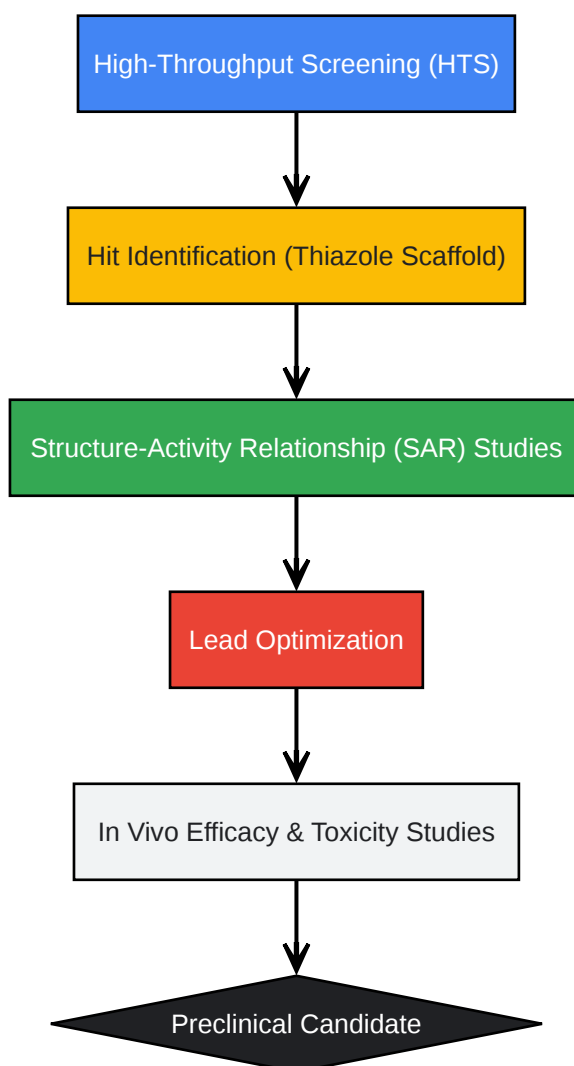 High-Throughput Screening (HTS)
Hit Identification (Thiazole Scaffold)
Structure-Activity Relationship (SAR) Studies
Lead Optimization
In Vivo Efficacy & Toxicity Studies
Preclinical Candidate